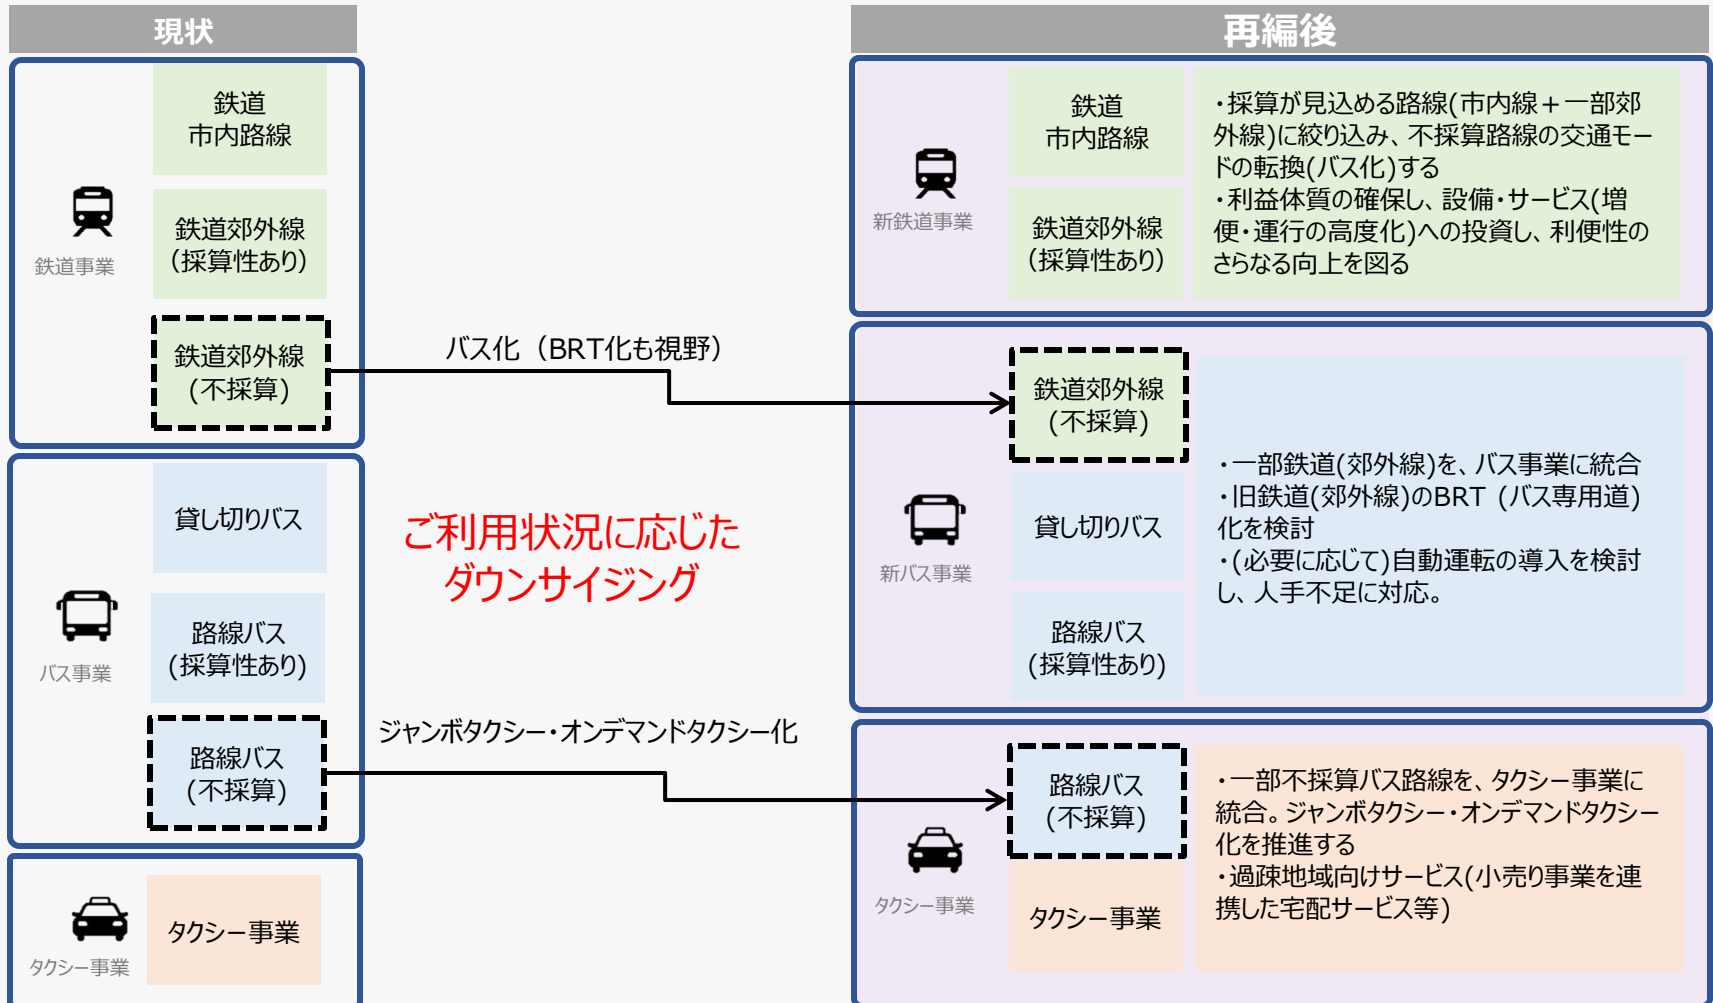 現状
鉄道
市内路線
鉄道事業
鉄道郊外線
(採算性あり)
鉄道郊外線
(不採算)
バス化（BRT化も視野）
貸し切りバス
バス事業
路線バス
(採算性あり)
路線バス
(不採算)
ジャンボタクシー・オンデマンドタクシー化
タクシー事業
タクシー事業
ご利用状況に応じた
ダウンサイジング
再編後
新鉄道事業
鉄道
市内路線
鉄道郊外線
(採算性あり)
・採算が見込める路線(市内線＋一部郊
外線)に絞り込み、不採算路線の交通モー
ドの転換(バス化)する
・利益体質の確保し、設備・サービス(増
便・運行の高度化)への投資し、利便性の
さらなる向上を図る
新バス事業
鉄道郊外線
(不採算)
貸し切りバス
路線バス
(採算性あり)
・一部鉄道(郊外線)を、バス事業に統合
・旧鉄道(郊外線)のBRT (バス専用道)
化を検討
・(必要に応じて)自動運転の導入を検討
し、人手不足に対応。
タクシー事業
路線バス
(不採算)
タクシー事業
・一部不採算バス路線を、タクシー事業に
統合。ジャンボタクシー・オンデマンドタクシー
化を推進する
・過疎地域向けサービス(小売り事業を連
携した宅配サービス等)